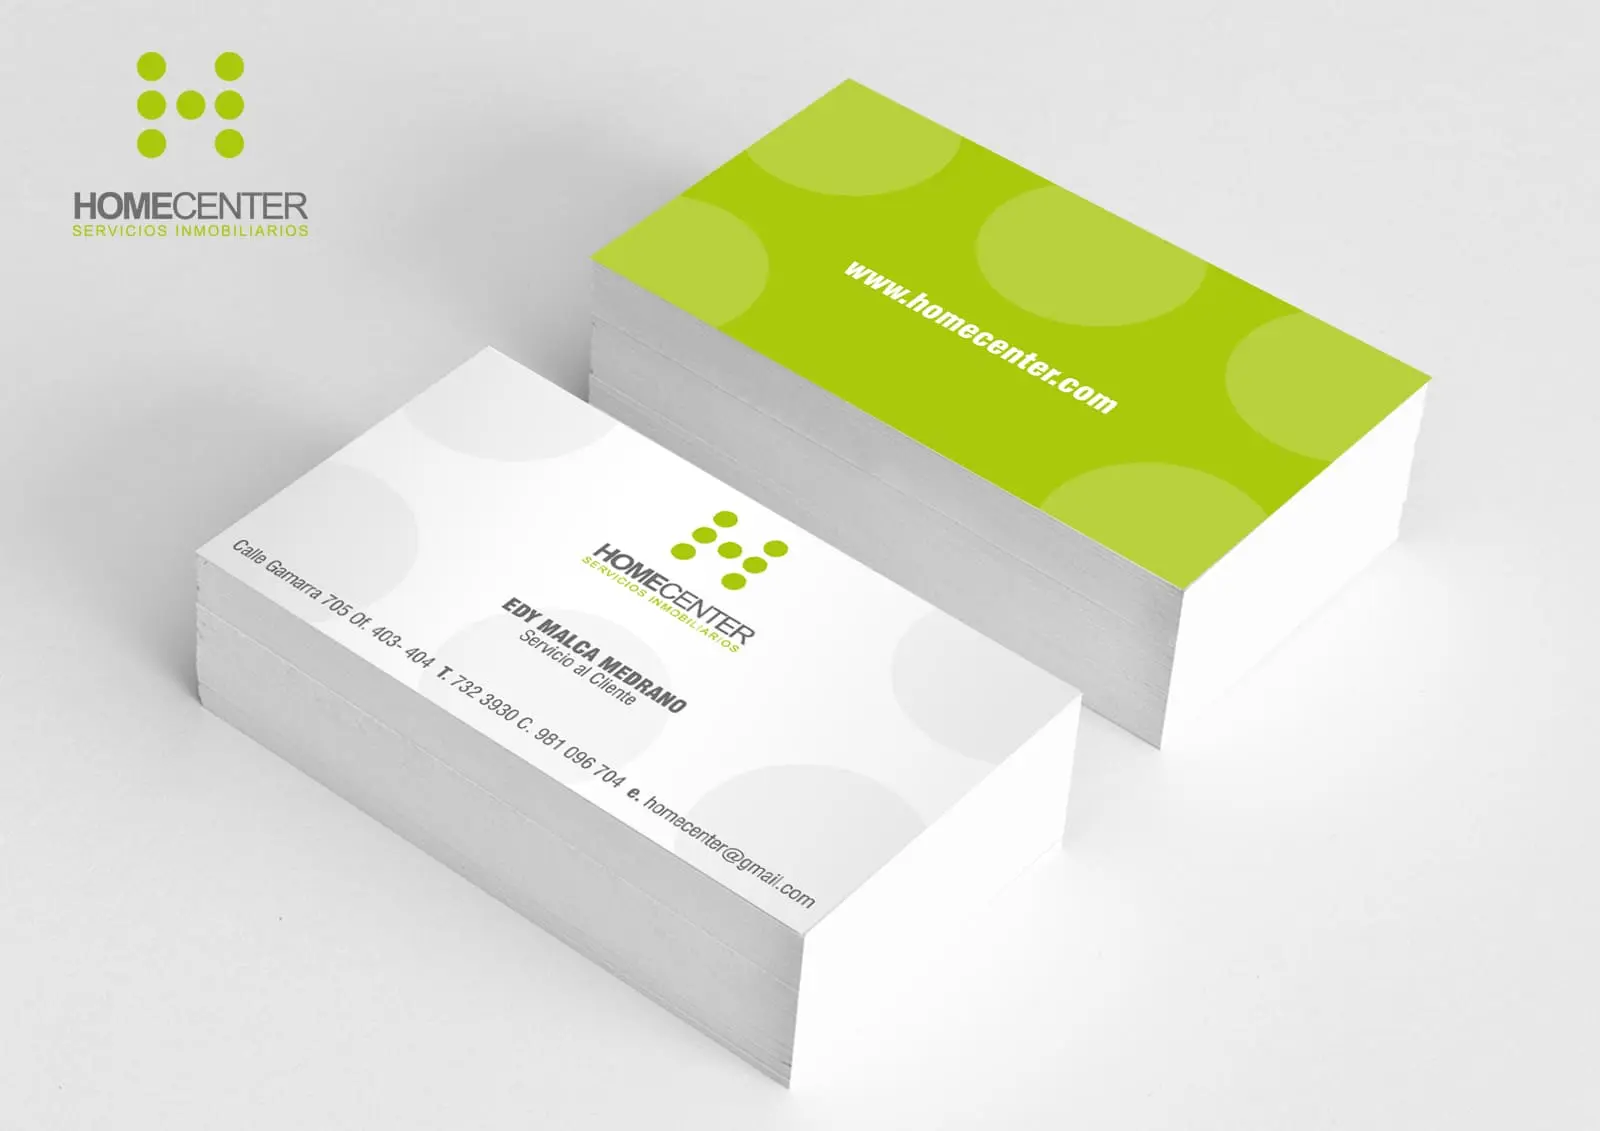 HOMECENTER
SERVICIOS INMOBILIARIOS
www.homecenter.com
HOMECENTER
SERVICIOS INMOBILIARIOS
EDY MALCA MEDRANO
Servicio al Cliente
Calle Gamarra 705 Of. 403- 404 T. 732 3930 C. 981 096 704 e. homecenter@gmail.com